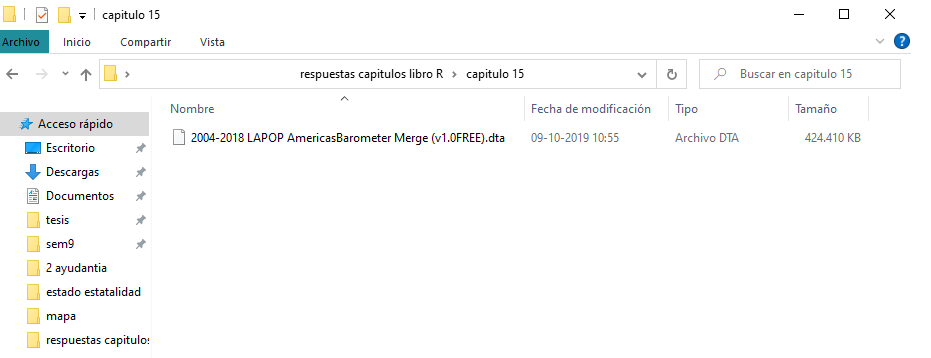 capitulo 15
Archivo Inicio Compartir Vista
respuestas capitulos libro R › capitulo 15
Buscar en capitulo 15
Nombre Fecha de modificación Tipo Tamaño
2004-2018 LAPOP AmericasBarometer Merge (v1.0FREE).dta 09-10-2019 10:55 Archivo DTA 424.410 KB
Acceso rápido
Escritorio
Descargas
Documentos
tesis
sem9
2 ayudantia
estado estatalidad
mapa
respuestas capitulos